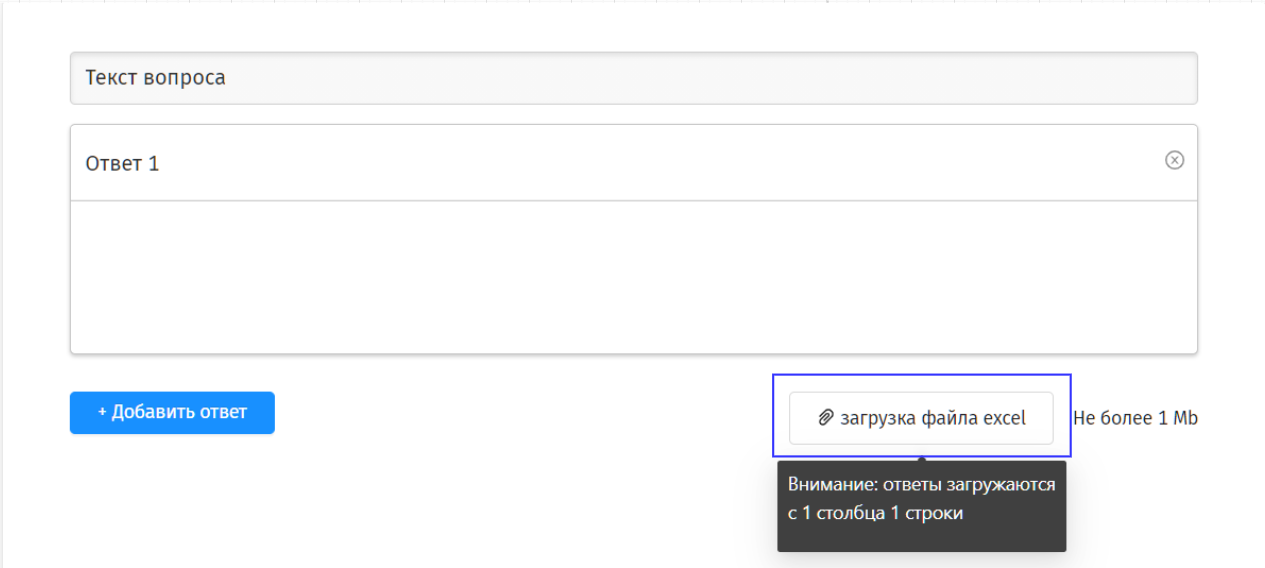 Текст вопроса
Ответ 1
+ Добавить ответ
загрузка файла excel
Не более 1 Mb
Внимание: ответы загружаются
с 1 столбца 1 строки